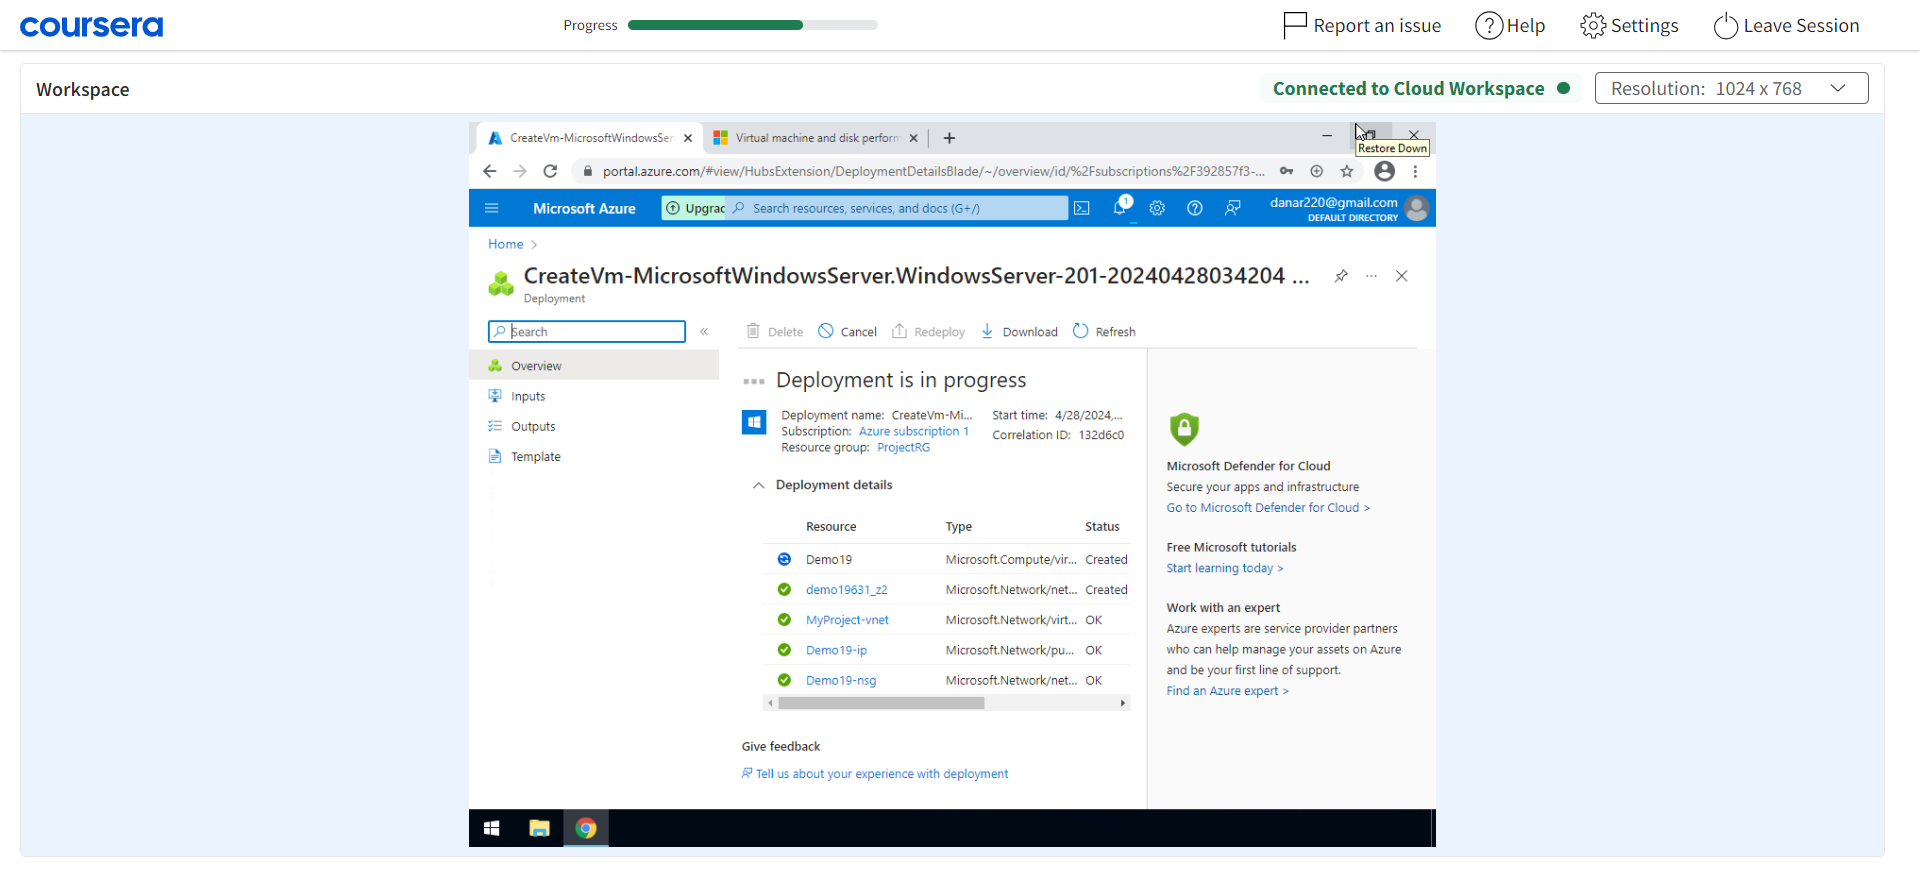 coursera
Progress
Report an issue
Help
Settings
Leave Session
Workspace
Connected to Cloud Workspace
Resolution: 1024 x 768
CreateVm-MicrosoftWindowsSer
Virtual machine and disk perform
Restore Down
portal.azure.com/#view/HubsExtension/DeploymentDetailsBlade/~/overview/id/%2Fsubscriptions%2F392857f3-...
Microsoft Azure
Upgrad
Search resources, services, and docs (G+/)
1
danar220@gmail.com
DEFAULT DIRECTORY
Home >
CreateVm-MicrosoftWindowsServer.WindowsServer-201-20240428034204 ...
Deployment
Search
«
Delete
Cancel
Redeploy
Download
Refresh
Overview
Inputs
Outputs
Template
Deployment is in progress
Deployment name: CreateVm-Mi...
Subscription: Azure subscription 1
Resource group: ProjectRG
Start time: 4/28/2024,...
Correlation ID: 132d6c0
Deployment details
Resource Type Status
Demo19 Microsoft.Compute/vir... Created
demo19631_z2 Microsoft.Network/net... Created
MyProject-vnet Microsoft.Network/virt... OK
Demo19-ip Microsoft.Network/pu... OK
Demo19-nsg Microsoft.Network/net... OK
Give feedback
Tell us about your experience with deployment
Microsoft Defender for Cloud
Secure your apps and infrastructure
Go to Microsoft Defender for Cloud >
Free Microsoft tutorials
Start learning today >
Work with an expert
Azure experts are service provider partners
who can help manage your assets on Azure
and be your first line of support.
Find an Azure expert >